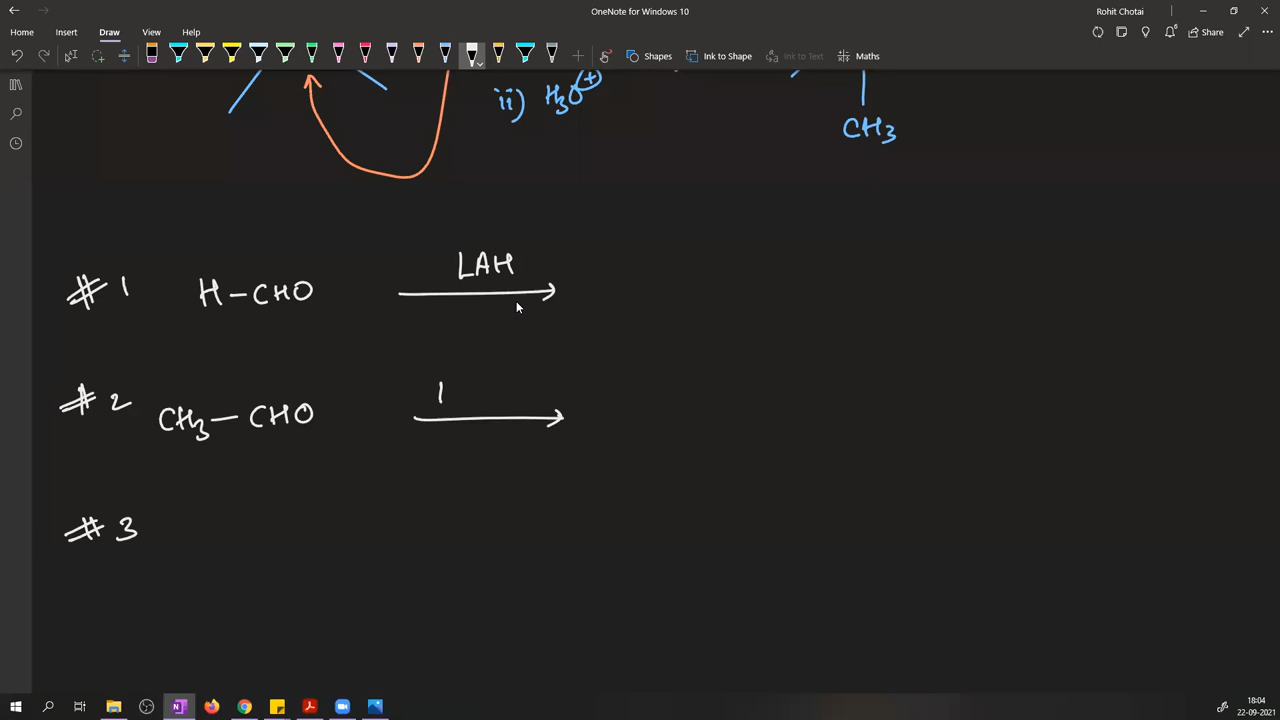 OneNote for Windows 10
Rohit Chotai
Home Insert Draw View Help
Shapes Ink to Shape Ink to Text Maths Share
ii) H3O⊕
CH3
# 1 H-CHO LAH
# 2 CH3-CHO
# 3
18:04
22-09-2021